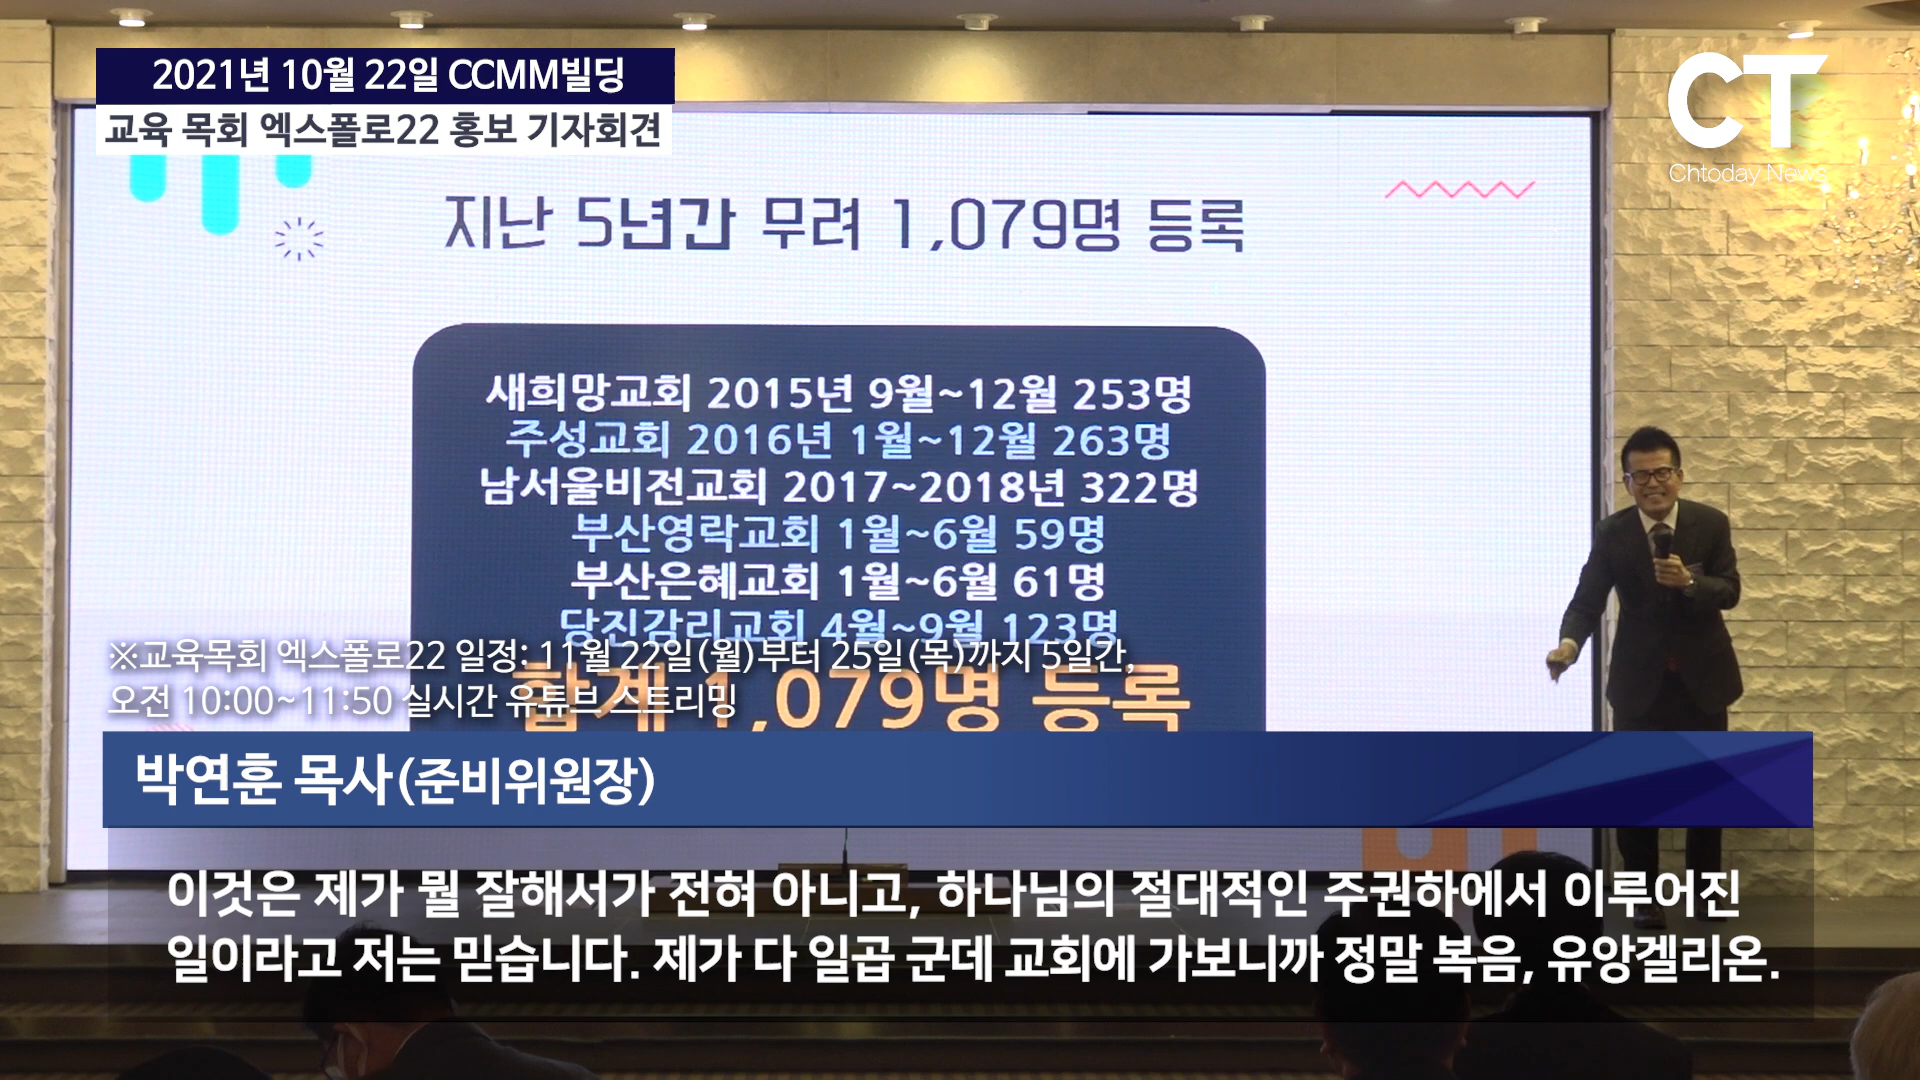 2021년 10월 22일 CCMM빌딩
교육 목회 엑스폴로22 홍보 기자회견
CT
Chtoday News
지난 5년간 무려 1,079명 등록
새희망교회 2015년 9월~12월 253명
주성교회 2016년 1월~12월 263명
남서울비전교회 2017~2018년 322명
부산영락교회 1월~6월 59명
부산은혜교회 1월~6월 61명
당진감리교회 4월~9월 123명
합계 1,079명 등록
※교육목회 엑스폴로22 일정: 11월 22일(월)부터 25일(목)까지 5일간,
오전 10:00~11:50 실시간 유튜브 스트리밍
박연훈 목사(준비위원장)
이것은 제가 뭘 잘해서가 전혀 아니고, 하나님의 절대적인 주권하에서 이루어진
일이라고 저는 믿습니다. 제가 다 일곱 군데 교회에 가보니까 정말 복음, 유앙겔리온.